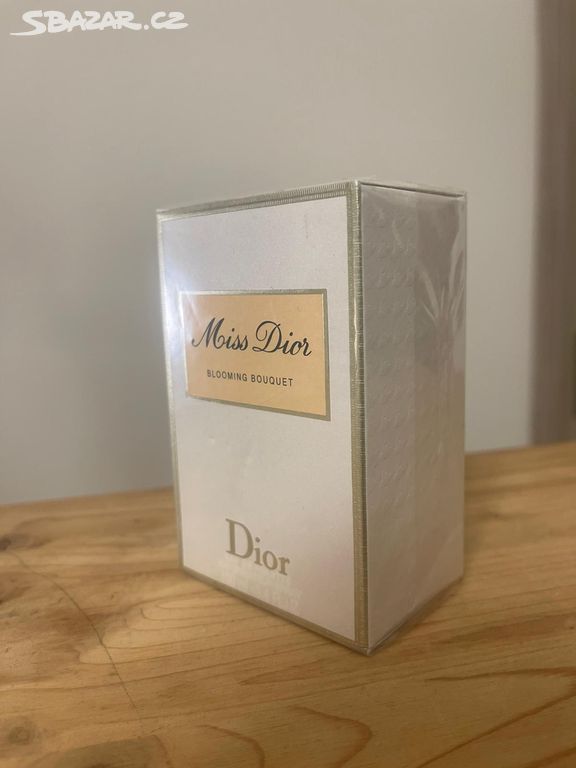 SBAZAR.CZ
Miss Dior
BLOOMING BOUQUET
Dior